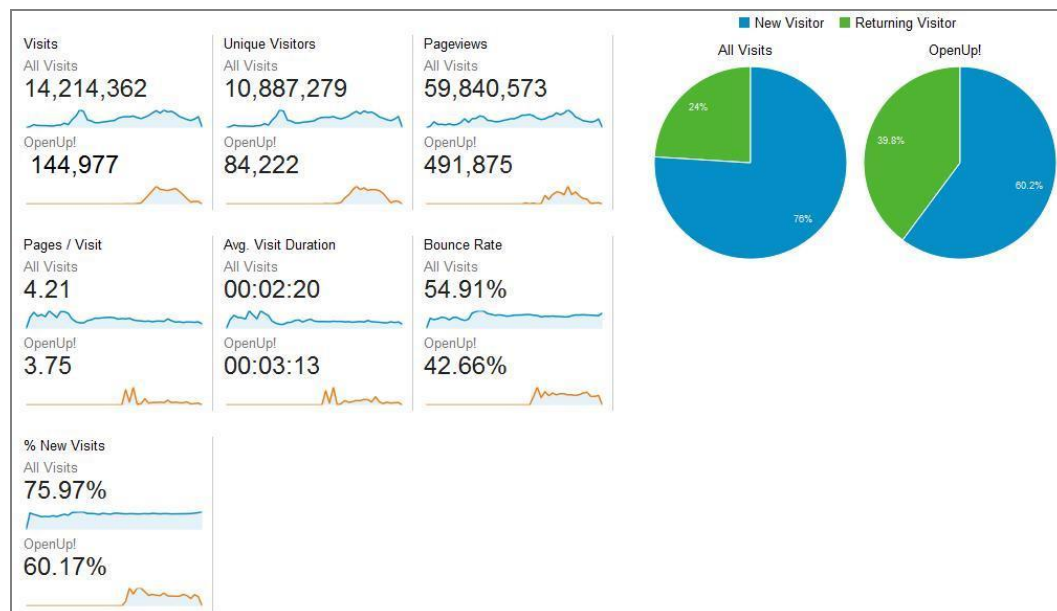 Visits
All Visits
14,214,362
OpenUp!
144,977
Unique Visitors
All Visits
10,887,279
OpenUp!
84,222
Pageviews
All Visits
59,840,573
OpenUp!
491,875
Pages / Visit
All Visits
4.21
OpenUp!
3.75
Avg. Visit Duration
All Visits
00:02:20
OpenUp!
00:03:13
Bounce Rate
All Visits
54.91%
OpenUp!
42.66%
% New Visits
All Visits
75.97%
OpenUp!
60.17%
New Visitor Returning Visitor
All Visits
24%
76%
OpenUp!
39.8%
60.2%